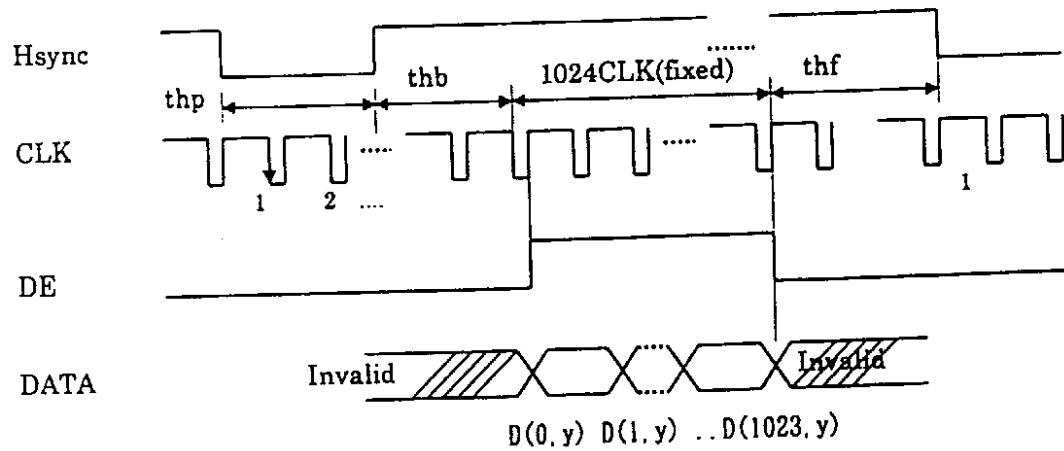 Hsync
thp
thb
1024CLK(fixed)
thf
CLK
1
2
1
DE
Invalid
Invalid
DATA
D(0, y) D(1, y) ..D(1023, y)